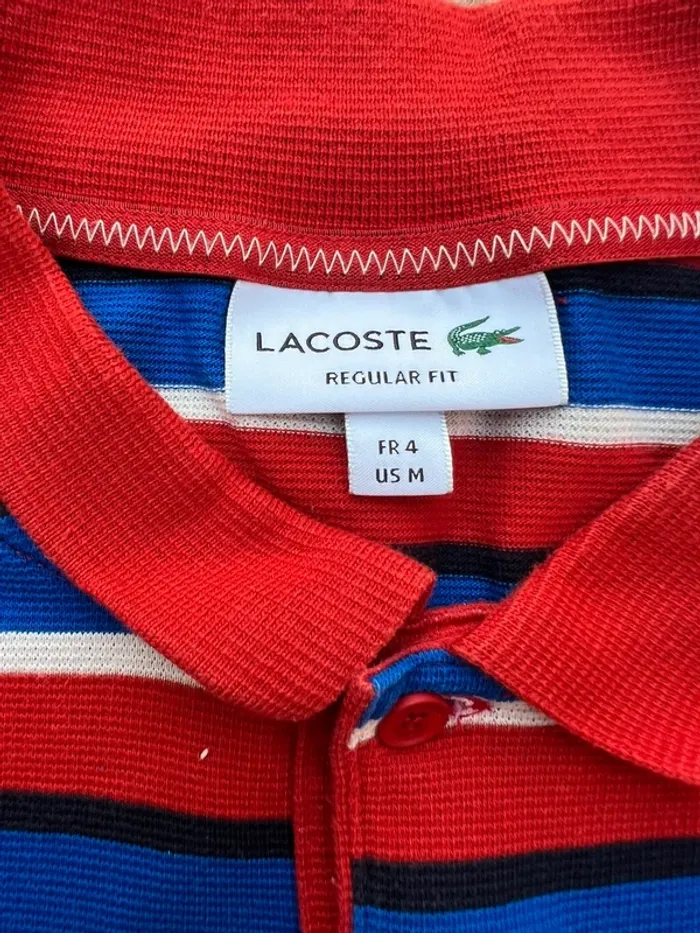 LACOSTE
REGULAR FIT
FR 4
US M